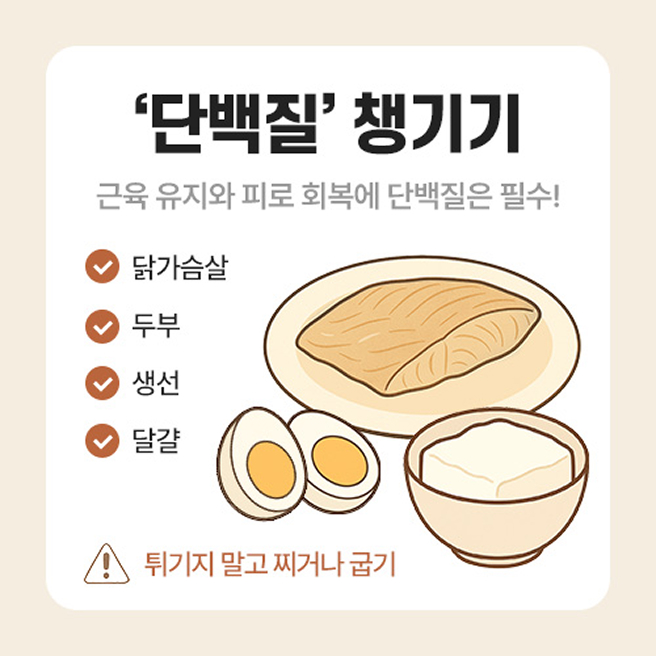 ‘단백질’ 챙기기
근육 유지와 피로 회복에 단백질은 필수!
닭가슴살
두부
생선
달걀
튀기지 말고 찌거나 굽기